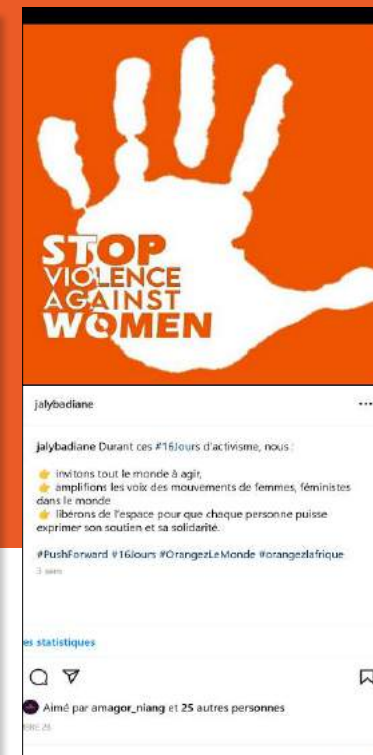 STOP
VIOLENCE
AGAINST
WOMEN
jalybadiane
jalybadiane Durant ces #16Jours d'activisme, nous :
👉 invitons tout le monde à agir,
👉 amplifions les voix des mouvements de femmes, féministes
dans le monde
👉 libérons de l'espace pour que chaque personne puisse
exprimer son soutien et sa solidarité.
#PushForward #16Jours #OrangezLeMonde #orangezlafrique
3 sem
es statistiques
Aimé par amagor_niang et 25 autres personnes